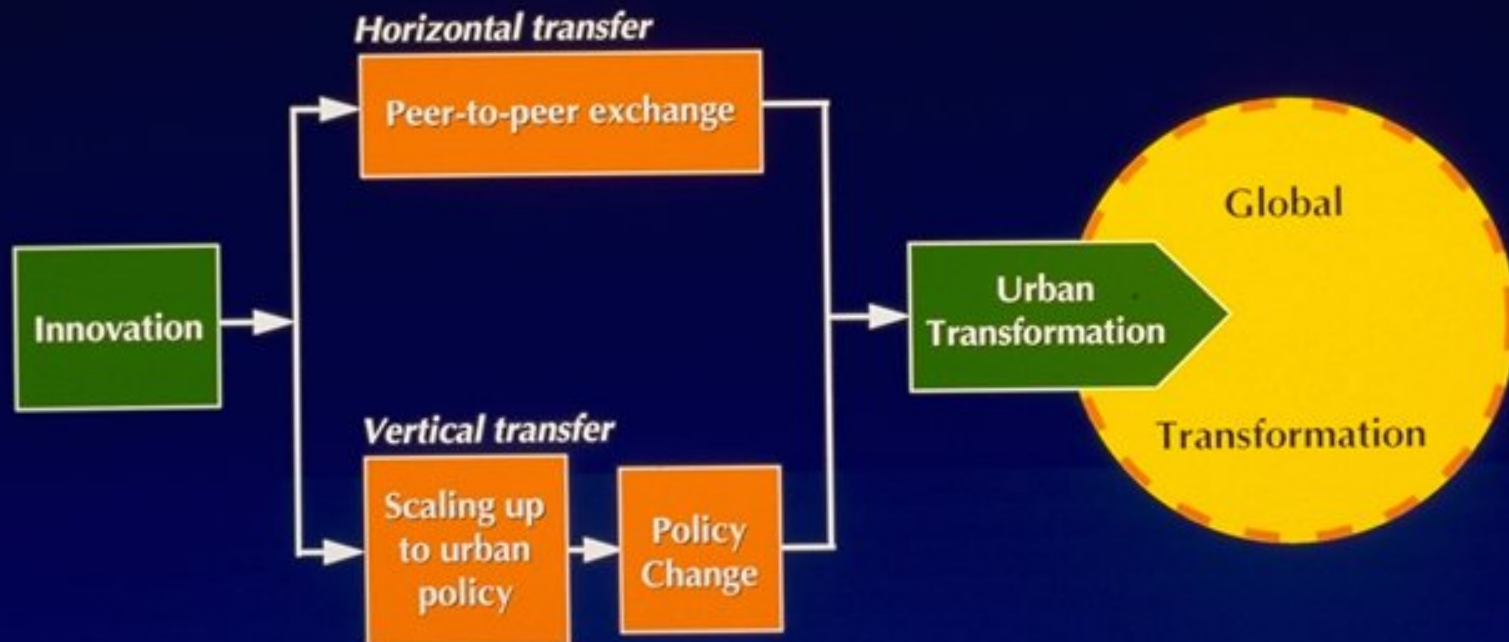 Horizontal transfer
Peer-to-peer exchange
Innovation
Vertical transfer
Scaling up
to urban
policy
Policy
Change
Urban
Transformation
Global
Transformation